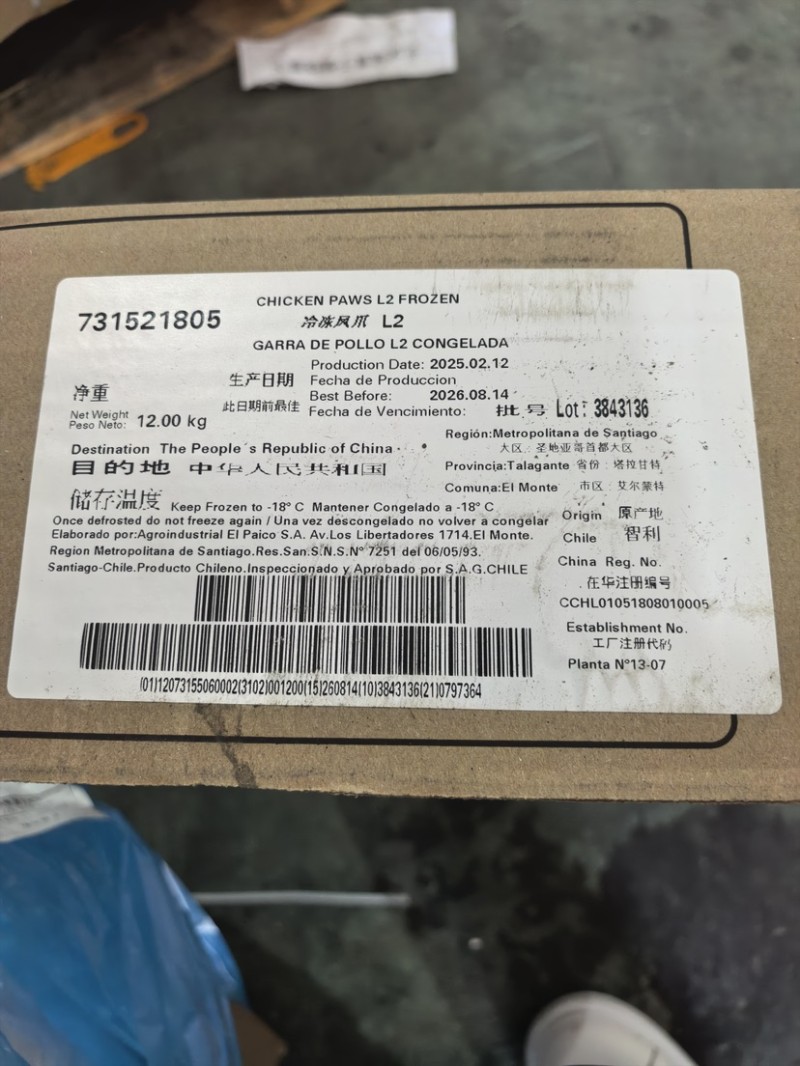 731521805
CHICKEN PAWS L2 FROZEN
冷冻凤爪 L2
GARRA DE POLLO L2 CONGELADA
净重
Net Weight
Peso Neto: 12.00 kg
生产日期
Production Date: 2025.02.12
Fecha de Produccion
此日期前最佳
Best Before: 2026.08.14
Fecha de Vencimiento:
批号 Lot: 3843136
Destination The People´s Republic of China
目的地 中华人民共和国
储存温度 Keep Frozen to -18° C Mantener Congelado a -18° C
Once defrosted do not freeze again / Una vez descongelado no volver a congelar
Elaborado por:Agroindustrial El Paico S.A. Av.Los Libertadores 1714.El Monte.
Region Metropolitana de Santiago.Res.San.S.N.S.N° 7251 del 06/05/93.
Santiago-Chile.Producto Chileno.Inspeccionado y Aprobado por S.A.G.CHILE
Región:Metropolitana de Santiago
大区: 圣地亚哥首都大区
Provincia:Talagante 省份: 塔拉甘特
Comuna:El Monte 市区: 艾尔蒙特
Origin 原产地
Chile 智利
China Reg. No.
在华注册编号
CCHL01051808010005
Establishment No.
工厂注册代码
Planta N°13-07
(01)12073155060002(3102)001200(15)260814(10)3843136(21)0797364